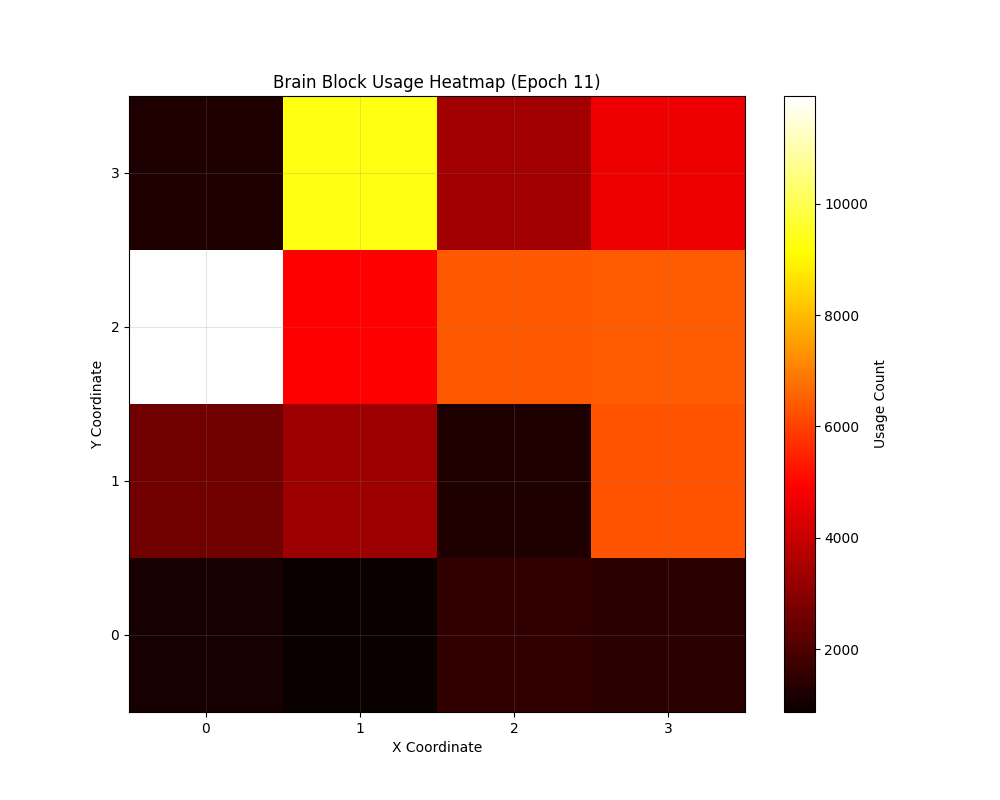 Brain Block Usage Heatmap (Epoch 11)
3
2
1
0
Y Coordinate
0 1 2 3
X Coordinate
10000
8000
6000
4000
2000
Usage Count